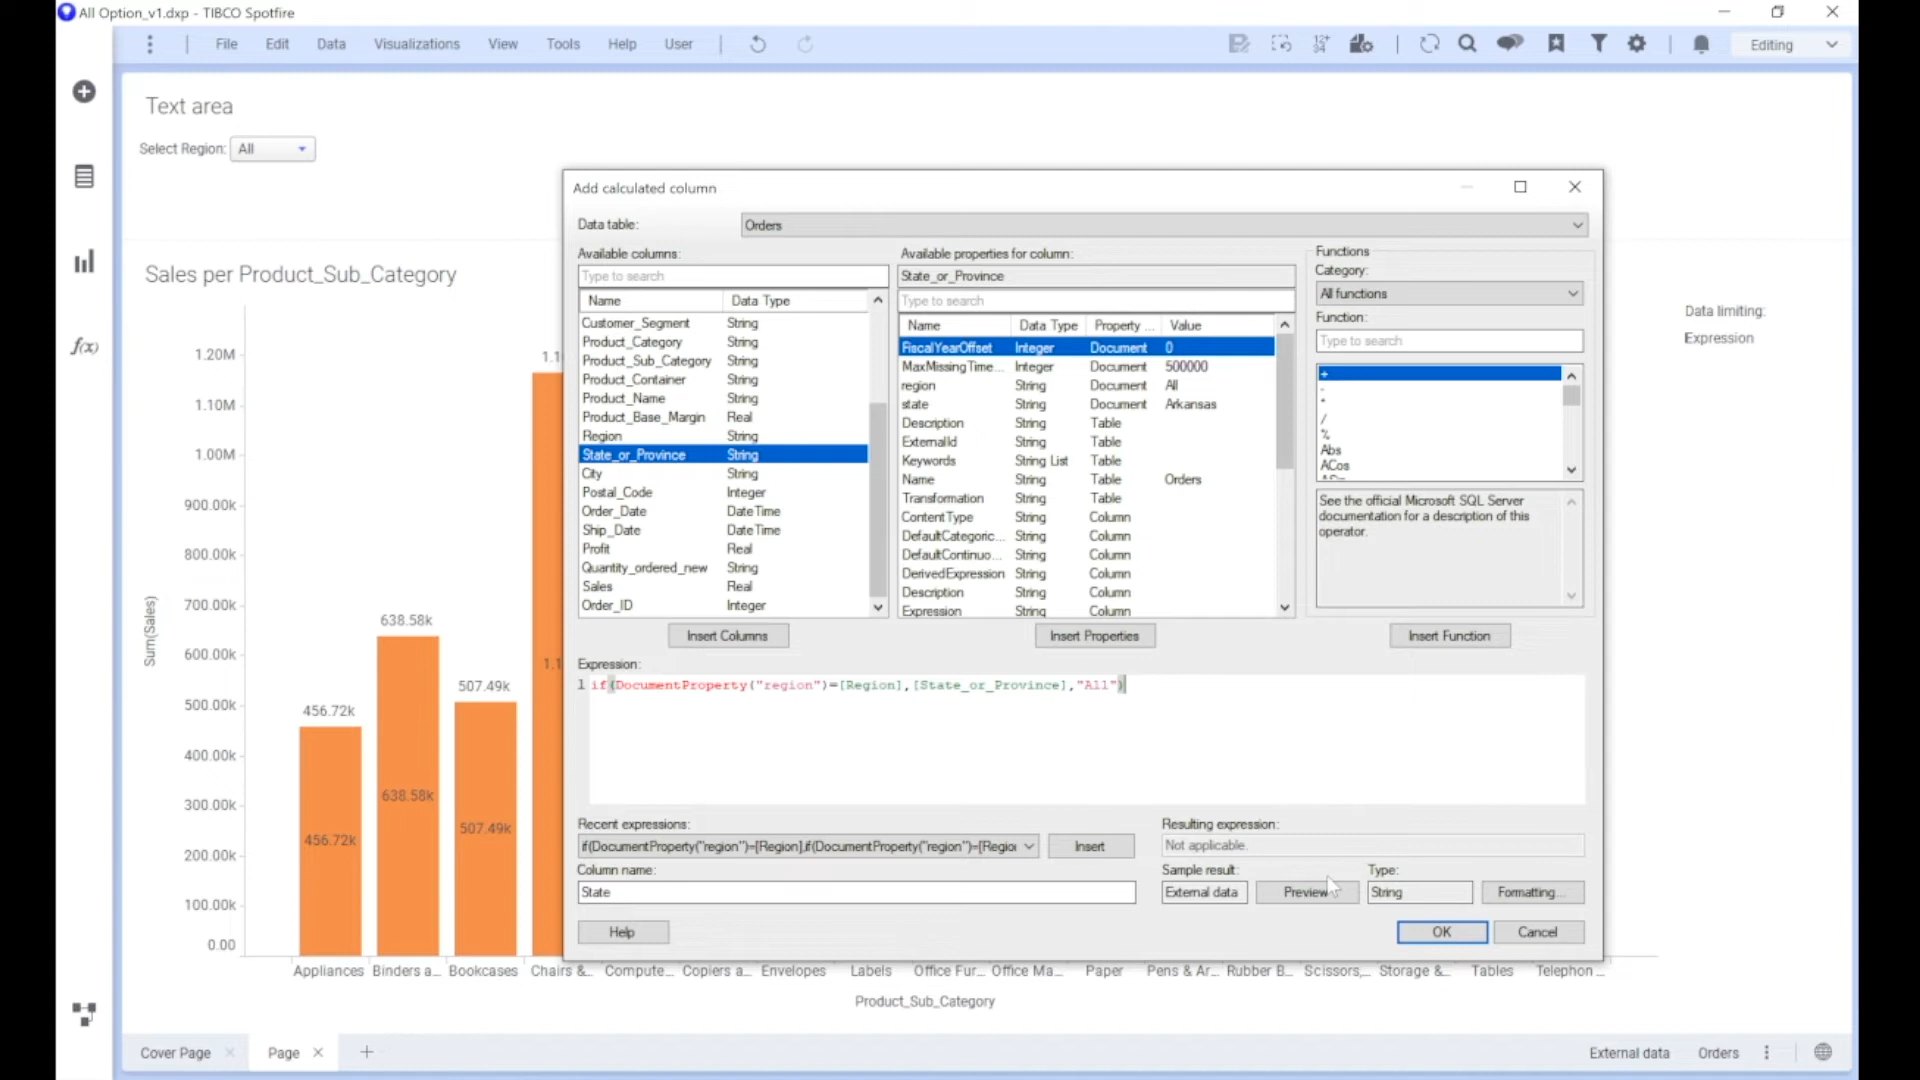 All Option_v1.dxp - TIBCO Spotfire
File Edit Data Visualizations View Tools Help User
Editing
Text area
Select Region: All
Sales per Product_Sub_Category
Sum(Sales)
1.20M
1.10M
1.00M
900.00k
800.00k
700.00k
600.00k
500.00k
400.00k
300.00k
200.00k
100.00k
0.00
456.72k
456.72k
638.58k
638.58k
507.49k
507.49k
1.1
1.1
Appliances Binders a... Bookcases Chairs &... Compute... Copiers a... Envelopes Labels Office Fur... Office Ma... Paper Pens & Ar... Rubber B... Scissors,... Storage &... Tables Telephon ...
Product_Sub_Category
Data limiting:
Expression
Add calculated column
Data table: Orders
Available columns:
Type to search
Name Data Type
Customer_Segment String
Product_Category String
Product_Sub_Category String
Product_Container String
Product_Name String
Product_Base_Margin Real
Region String
State_or_Province String
City String
Postal_Code Integer
Order_Date DateTime
Ship_Date DateTime
Profit Real
Quantity_ordered_new String
Sales Real
Order_ID Integer
Insert Columns
Available properties for column:
State_or_Province
Type to search
Name Data Type Property ... Value
FiscalYearOffset Integer Document 0
MaxMissingTime... Integer Document 500000
region String Document All
state String Document Arkansas
Description String Table
ExternalId String Table
Keywords String List Table
Name String Table Orders
Transformation String Table
ContentType String Column
DefaultCategoric... String Column
DefaultContinuo... String Column
DerivedExpression String Column
Description String Column
Expression String Column
Insert Properties
Functions
Category:
All functions
Function:
Type to search
+
-
*
/
%
Abs
ACos
See the official Microsoft SQL Server
documentation for a description of this
operator.
Insert Function
Expression:
1 if(DocumentProperty("region")=[Region],[State_or_Province],"All")
Recent expressions:
if(DocumentProperty("region")=[Region],if(DocumentProperty("region")=[Regio
Insert
Column name:
State
Resulting expression:
Not applicable.
Sample result: Type:
External data Preview String Formatting...
Help OK Cancel
f(x)
Cover Page Page
External data Orders